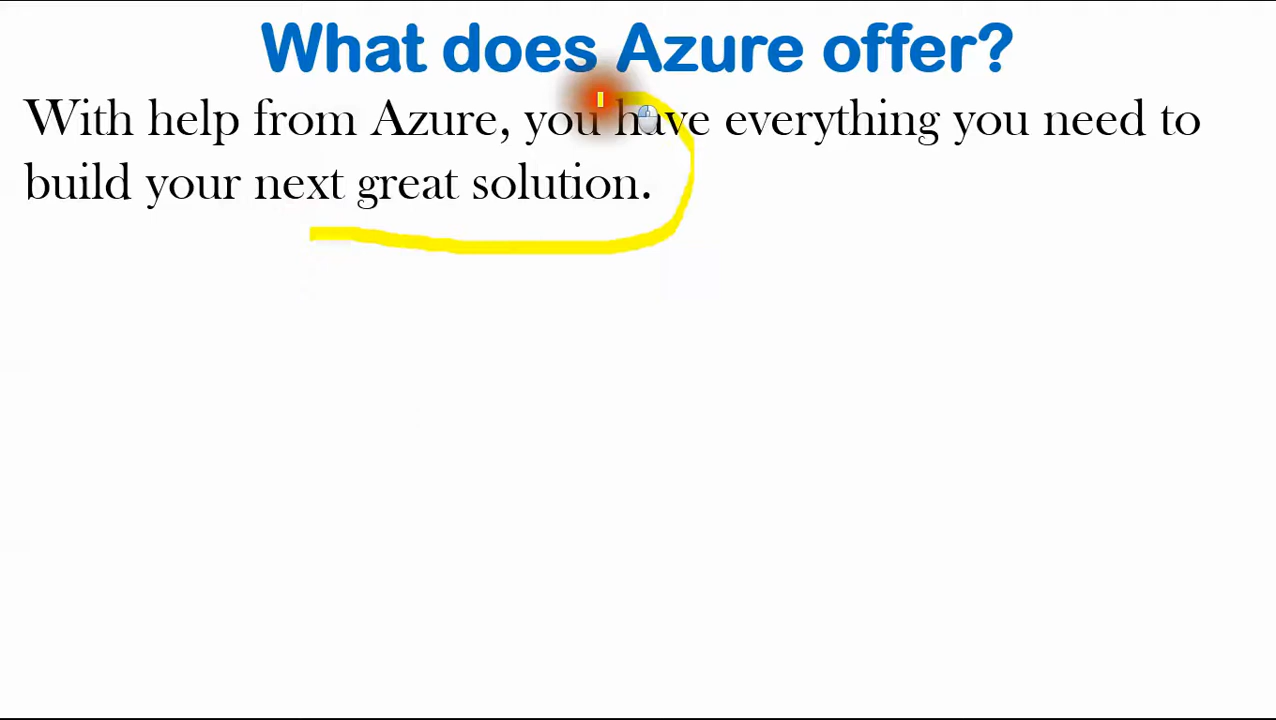 What does Azure offer?
With help from Azure, you have everything you need to
build your next great solution.